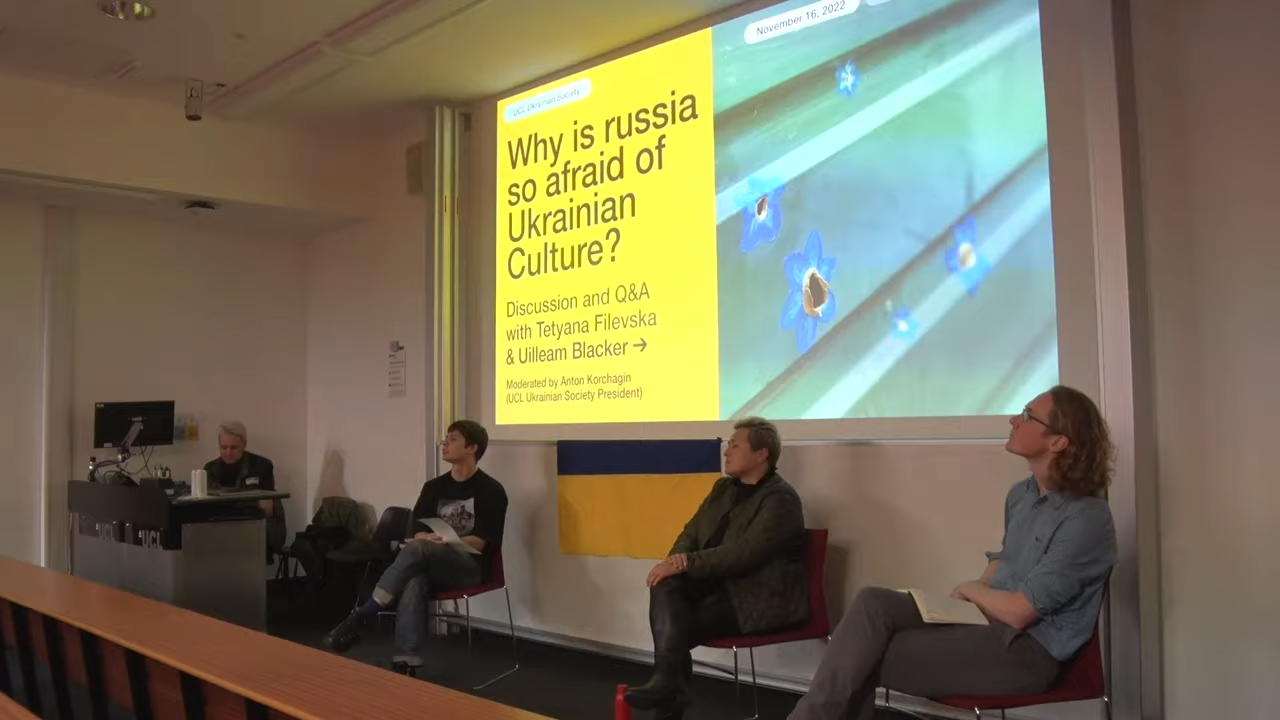 November 16, 2022
UCL Ukrainian Society
Why is russia
so afraid of
Ukrainian
Culture?
Discussion and Q&A
with Tetyana Filevska
& Uilleam Blacker →
Moderated by Anton Korchagin
(UCL Ukrainian Society President)
UCL
UCL